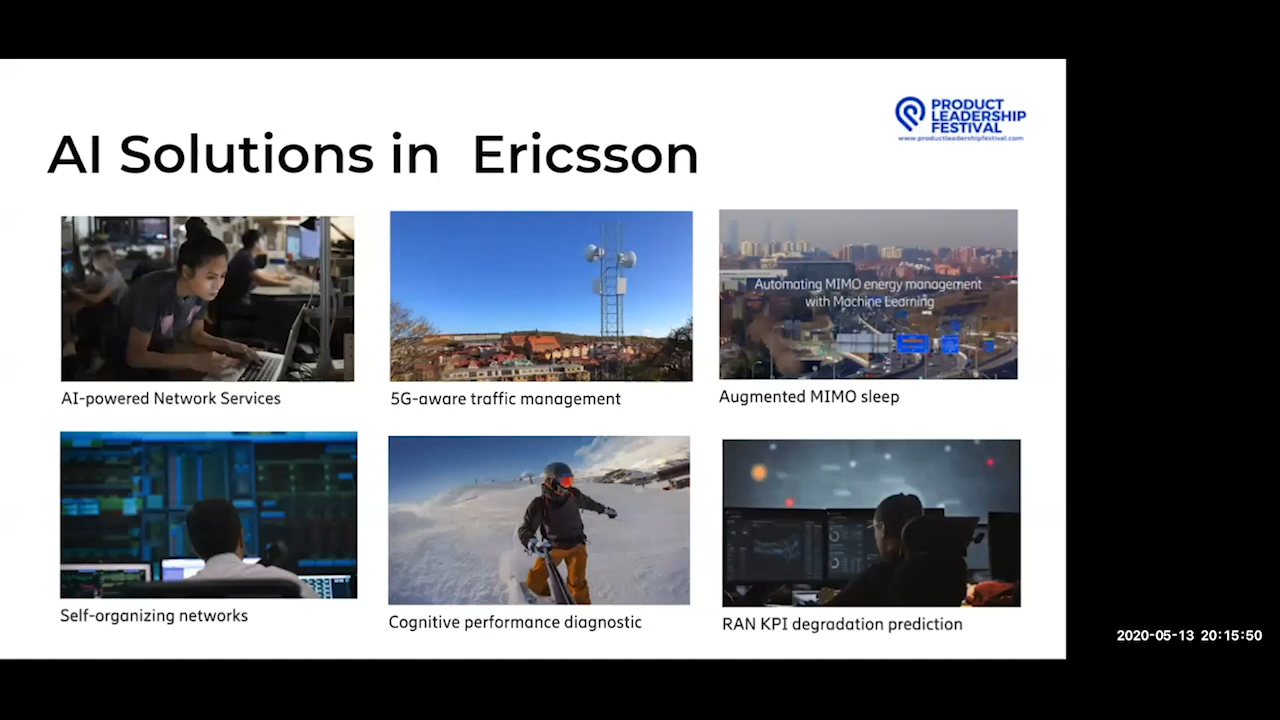 PRODUCT
LEADERSHIP
FESTIVAL
www.productleadershipfestival.com
AI Solutions in  Ericsson
Automating MIMO energy management
with Machine Learning
AI-powered Network Services
5G-aware traffic management
Augmented MIMO sleep
Self-organizing networks
Cognitive performance diagnostic
RAN KPI degradation prediction
2020-05-13 20:15:50